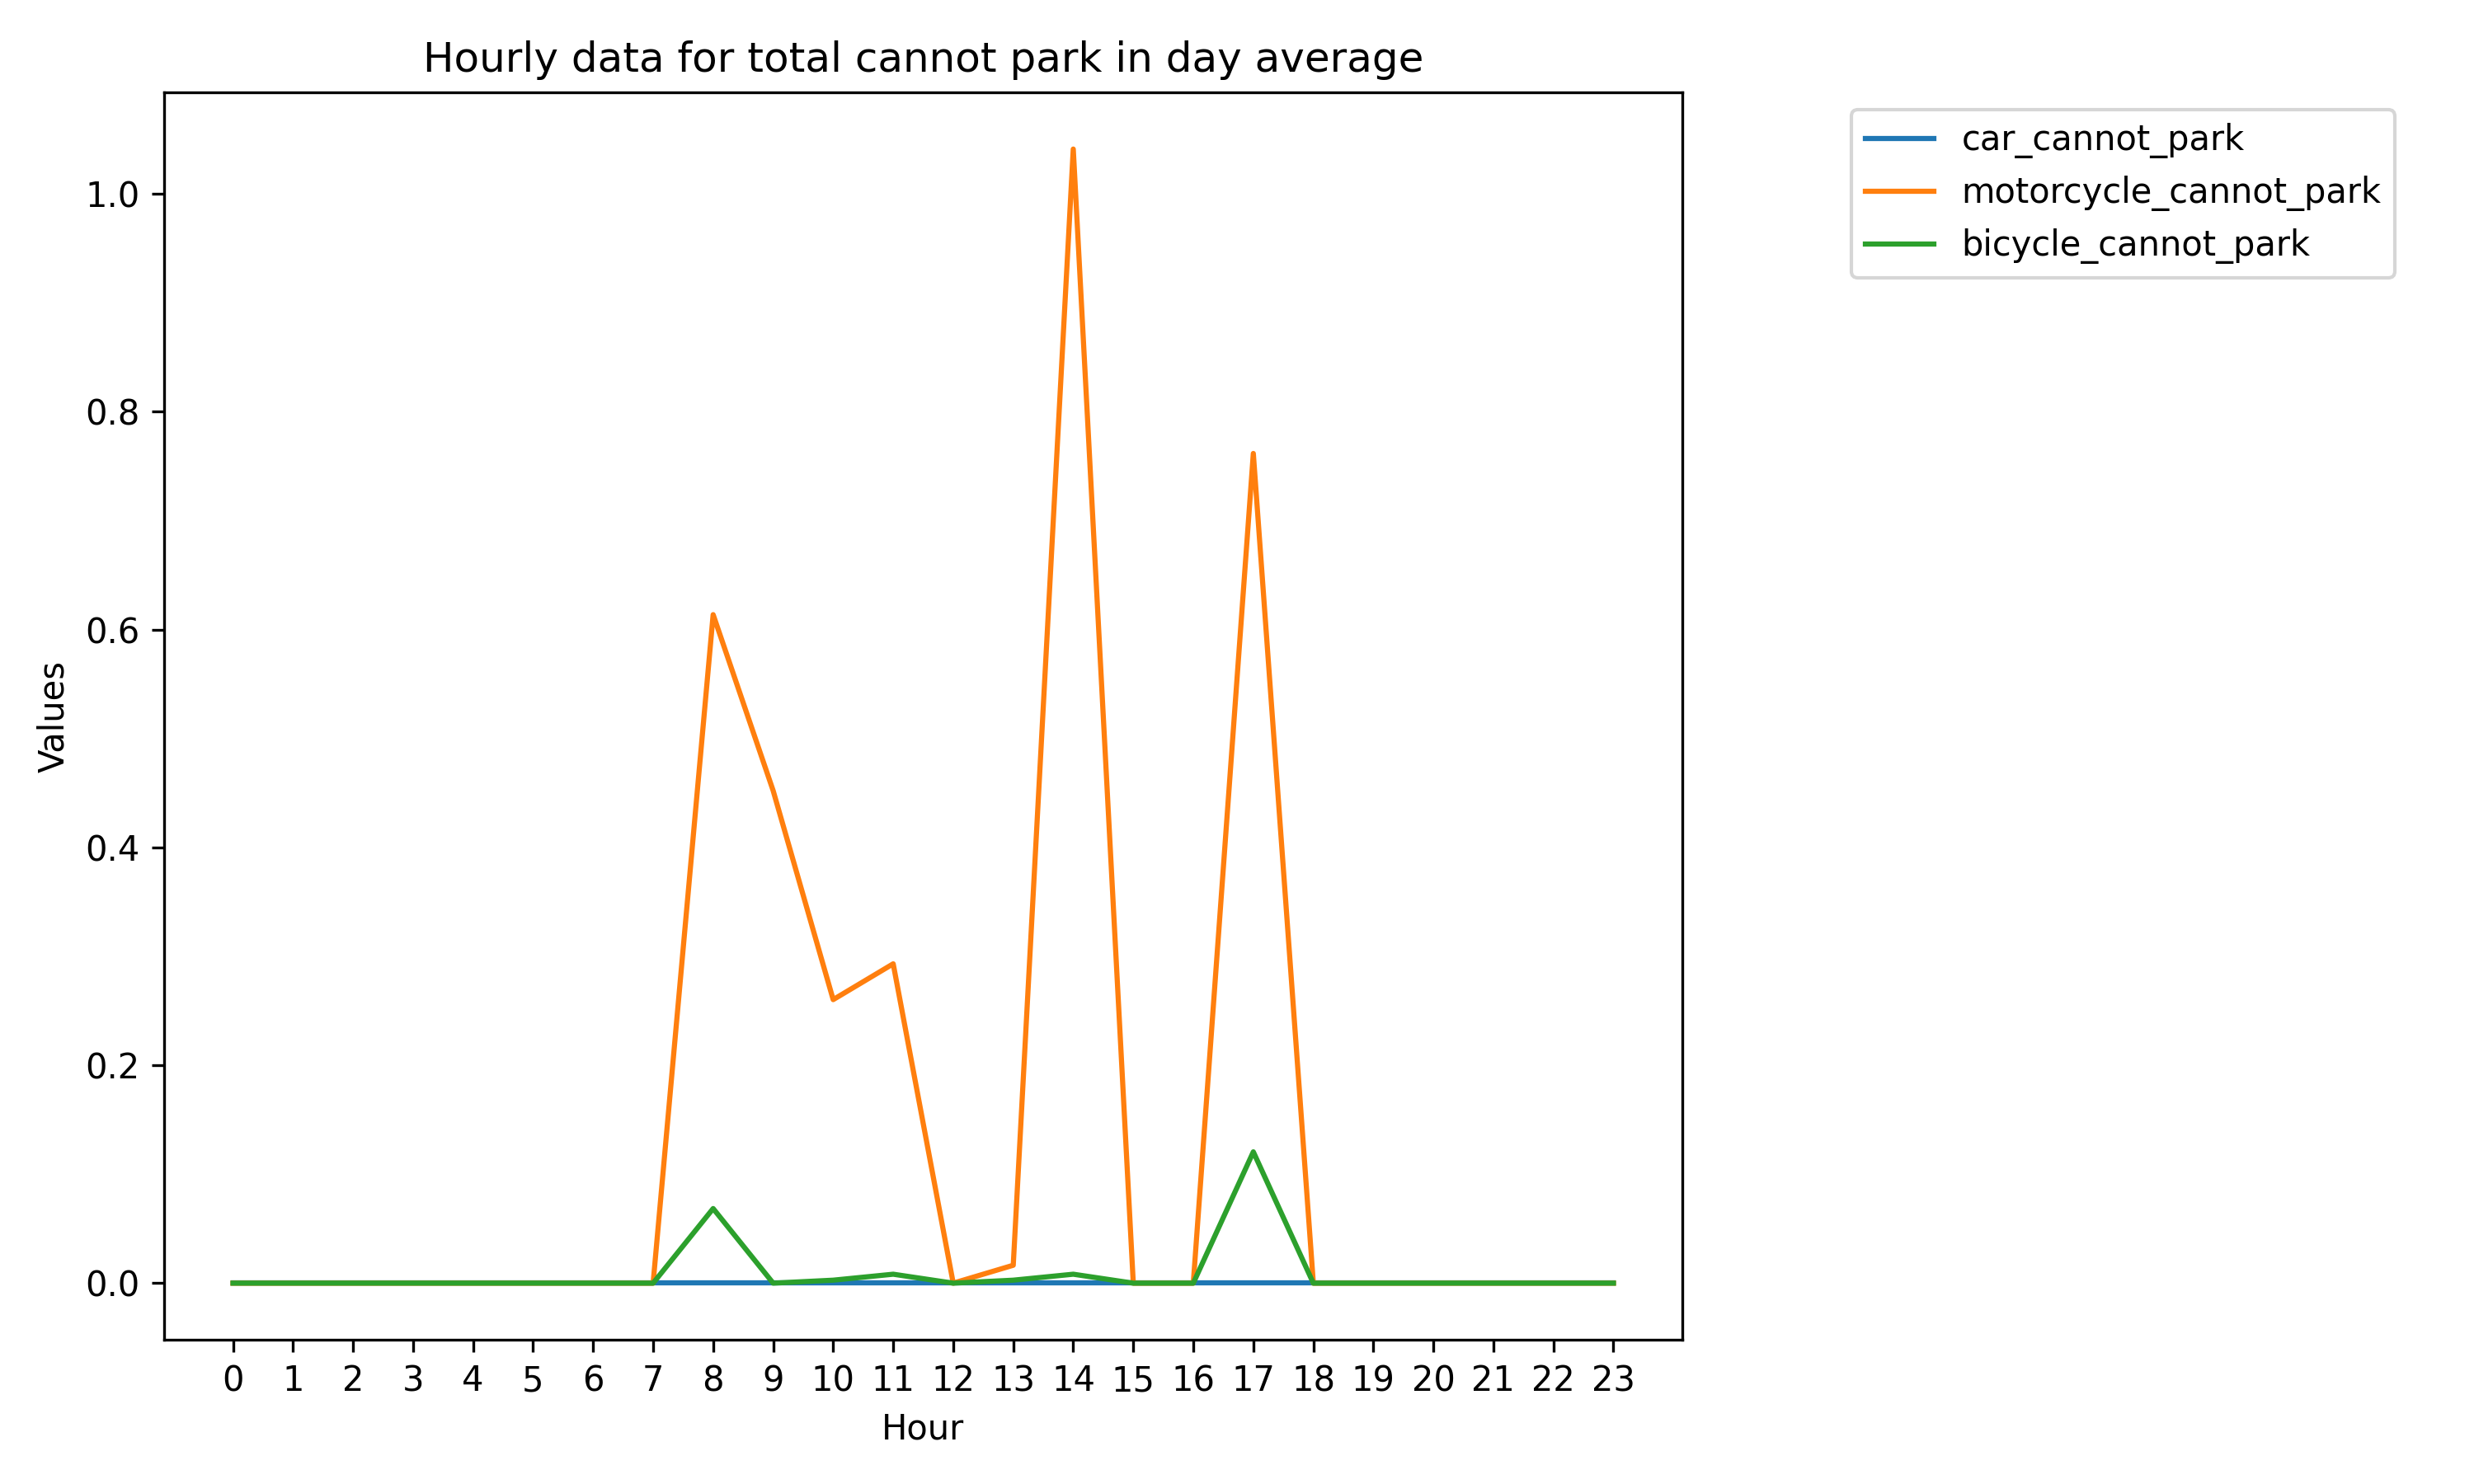 Hourly data for total cannot park in day average
car_cannot_park
motorcycle_cannot_park
bicycle_cannot_park
1.0
0.8
0.6
0.4
0.2
0.0
Values
0 1 2 3 4 5 6 7 8 9 10 11 12 13 14 15 16 17 18 19 20 21 22 23
Hour